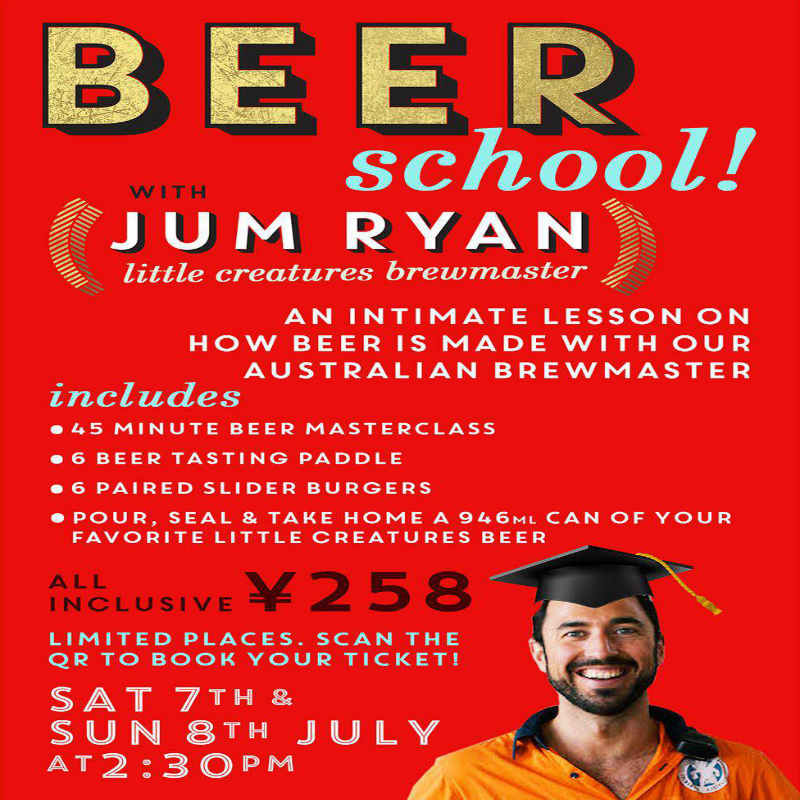 BEER
school!
WITH
JUM RYAN
little creatures brewmaster
AN INTIMATE LESSON ON
HOW BEER IS MADE WITH OUR
AUSTRALIAN BREWMASTER
includes
• 45 MINUTE BEER MASTERCLASS
• 6 BEER TASTING PADDLE
• 6 PAIRED SLIDER BURGERS
• POUR, SEAL & TAKE HOME A 946ML CAN OF YOUR
FAVORITE LITTLE CREATURES BEER
ALL
INCLUSIVE ¥258
LIMITED PLACES. SCAN THE
QR TO BOOK YOUR TICKET!
SAT 7TH &
SUN 8TH JULY
AT 2:30PM